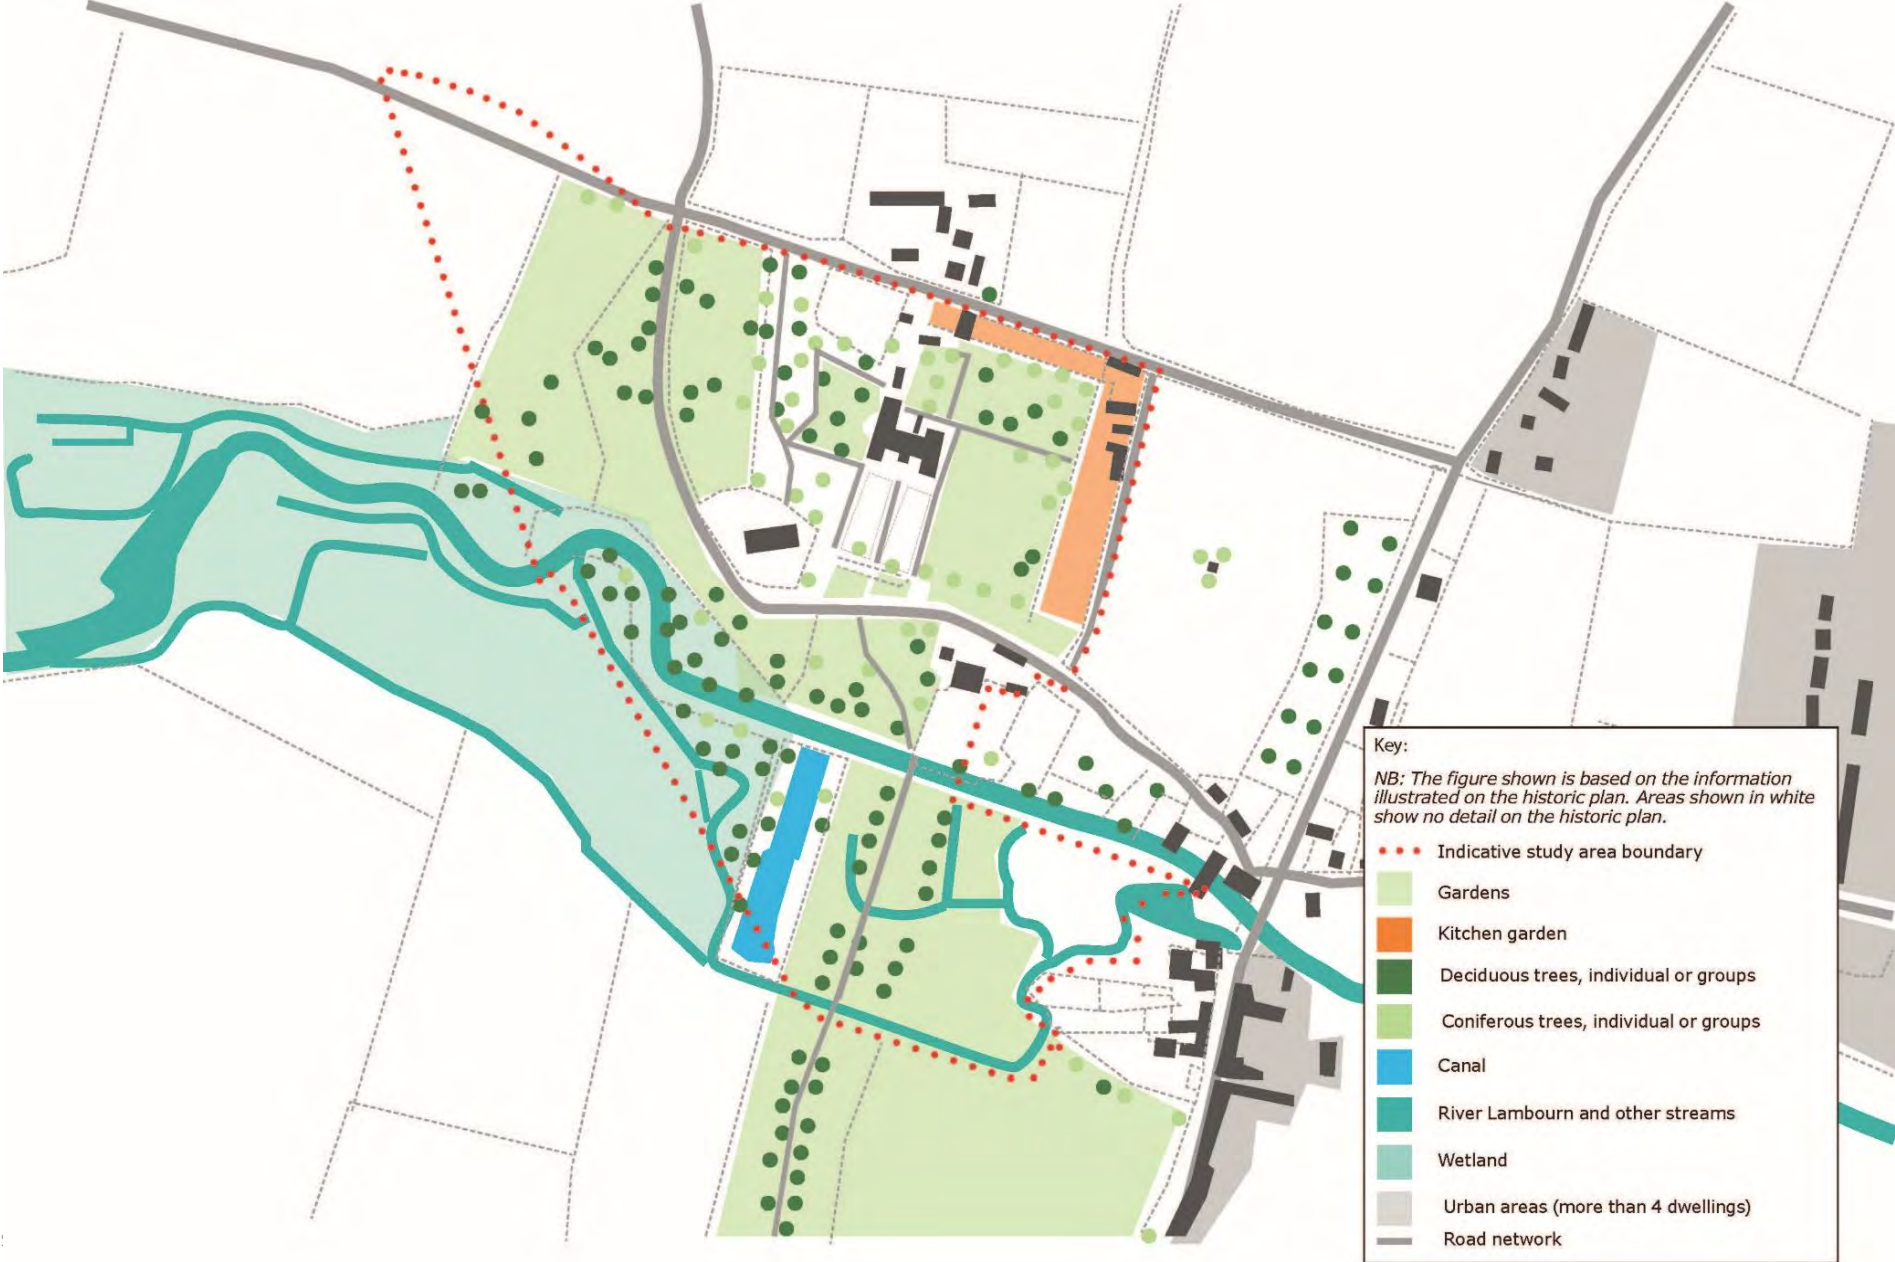 Key:
NB: The figure shown is based on the information
illustrated on the historic plan. Areas shown in white
show no detail on the historic plan.
Indicative study area boundary
Gardens
Kitchen garden
Deciduous trees, individual or groups
Coniferous trees, individual or groups
Canal
River Lambourn and other streams
Wetland
Urban areas (more than 4 dwellings)
Road network